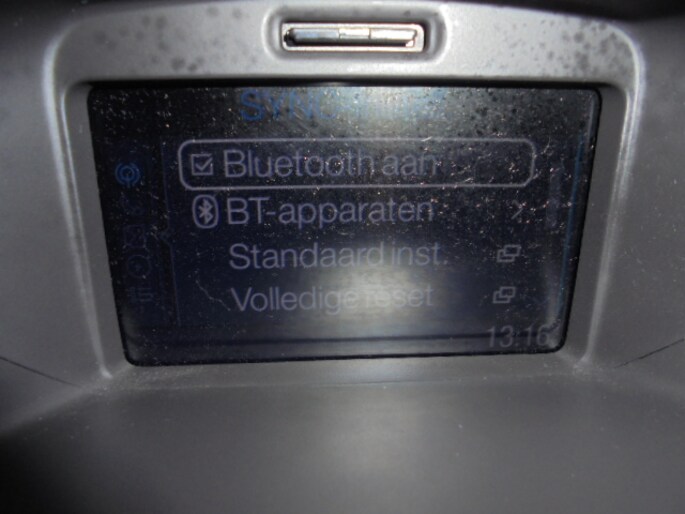 Bluetooth aan
BT-apparaten
Standaard inst.
Volledige reset
13:16